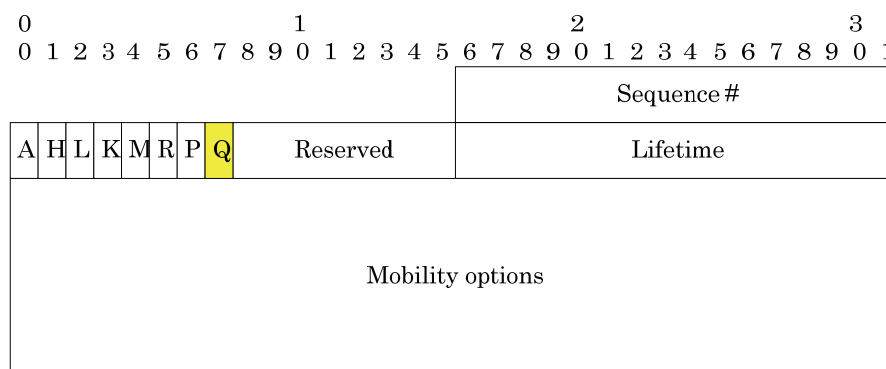 0 1 2 3
0 1 2 3 4 5 6 7 8 9 0 1 2 3 4 5 6 7 8 9 0 1 2 3 4 5 6 7 8 9 0 1
Sequence #
A H L K M R P Q Reserved Lifetime
Mobility options